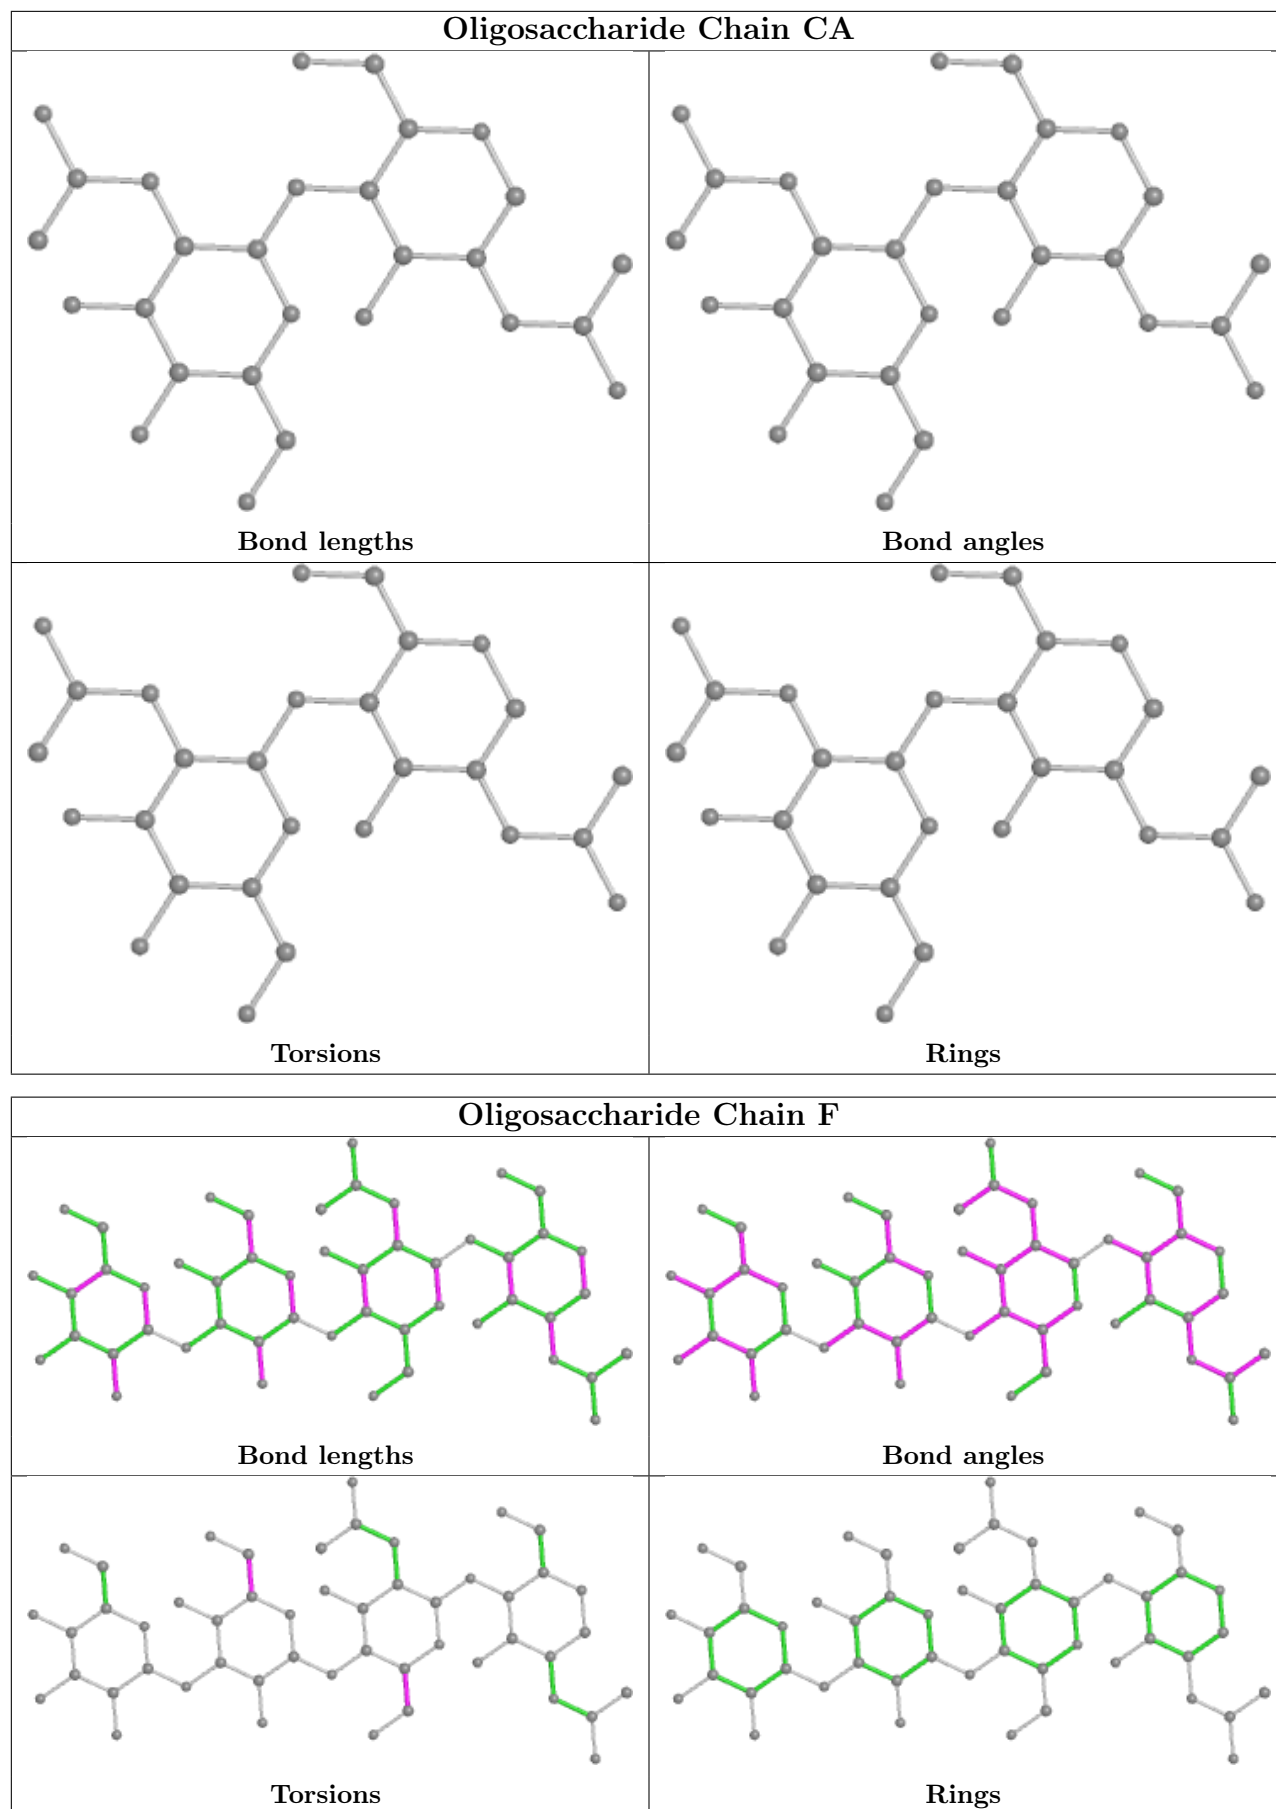 Oligosaccharide Chain CA
Bond lengths
Bond angles
Torsions
Rings
Oligosaccharide Chain F
Bond lengths
Bond angles
Torsions
Rings